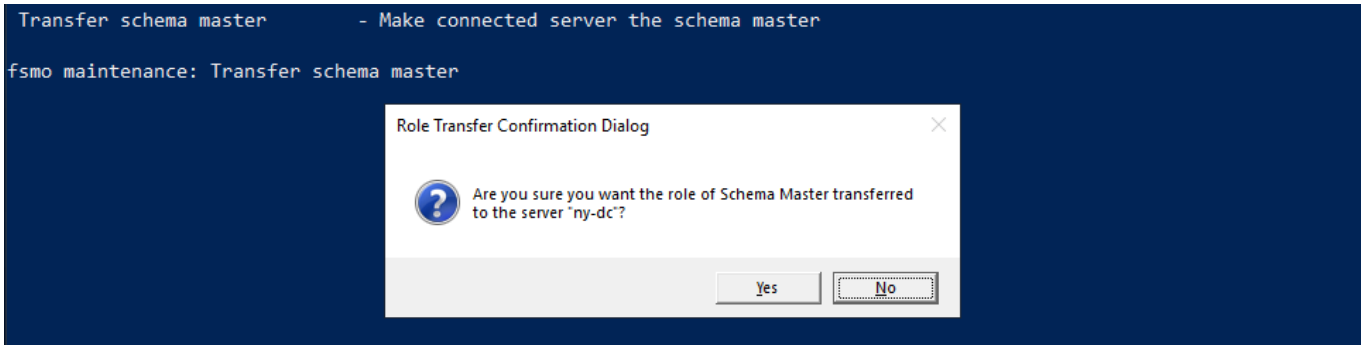 Transfer schema master - Make connected server the schema master
fsmo maintenance: Transfer schema master
Role Transfer Confirmation Dialog
Are you sure you want the role of Schema Master transferred
to the server "ny-dc"?
Yes No